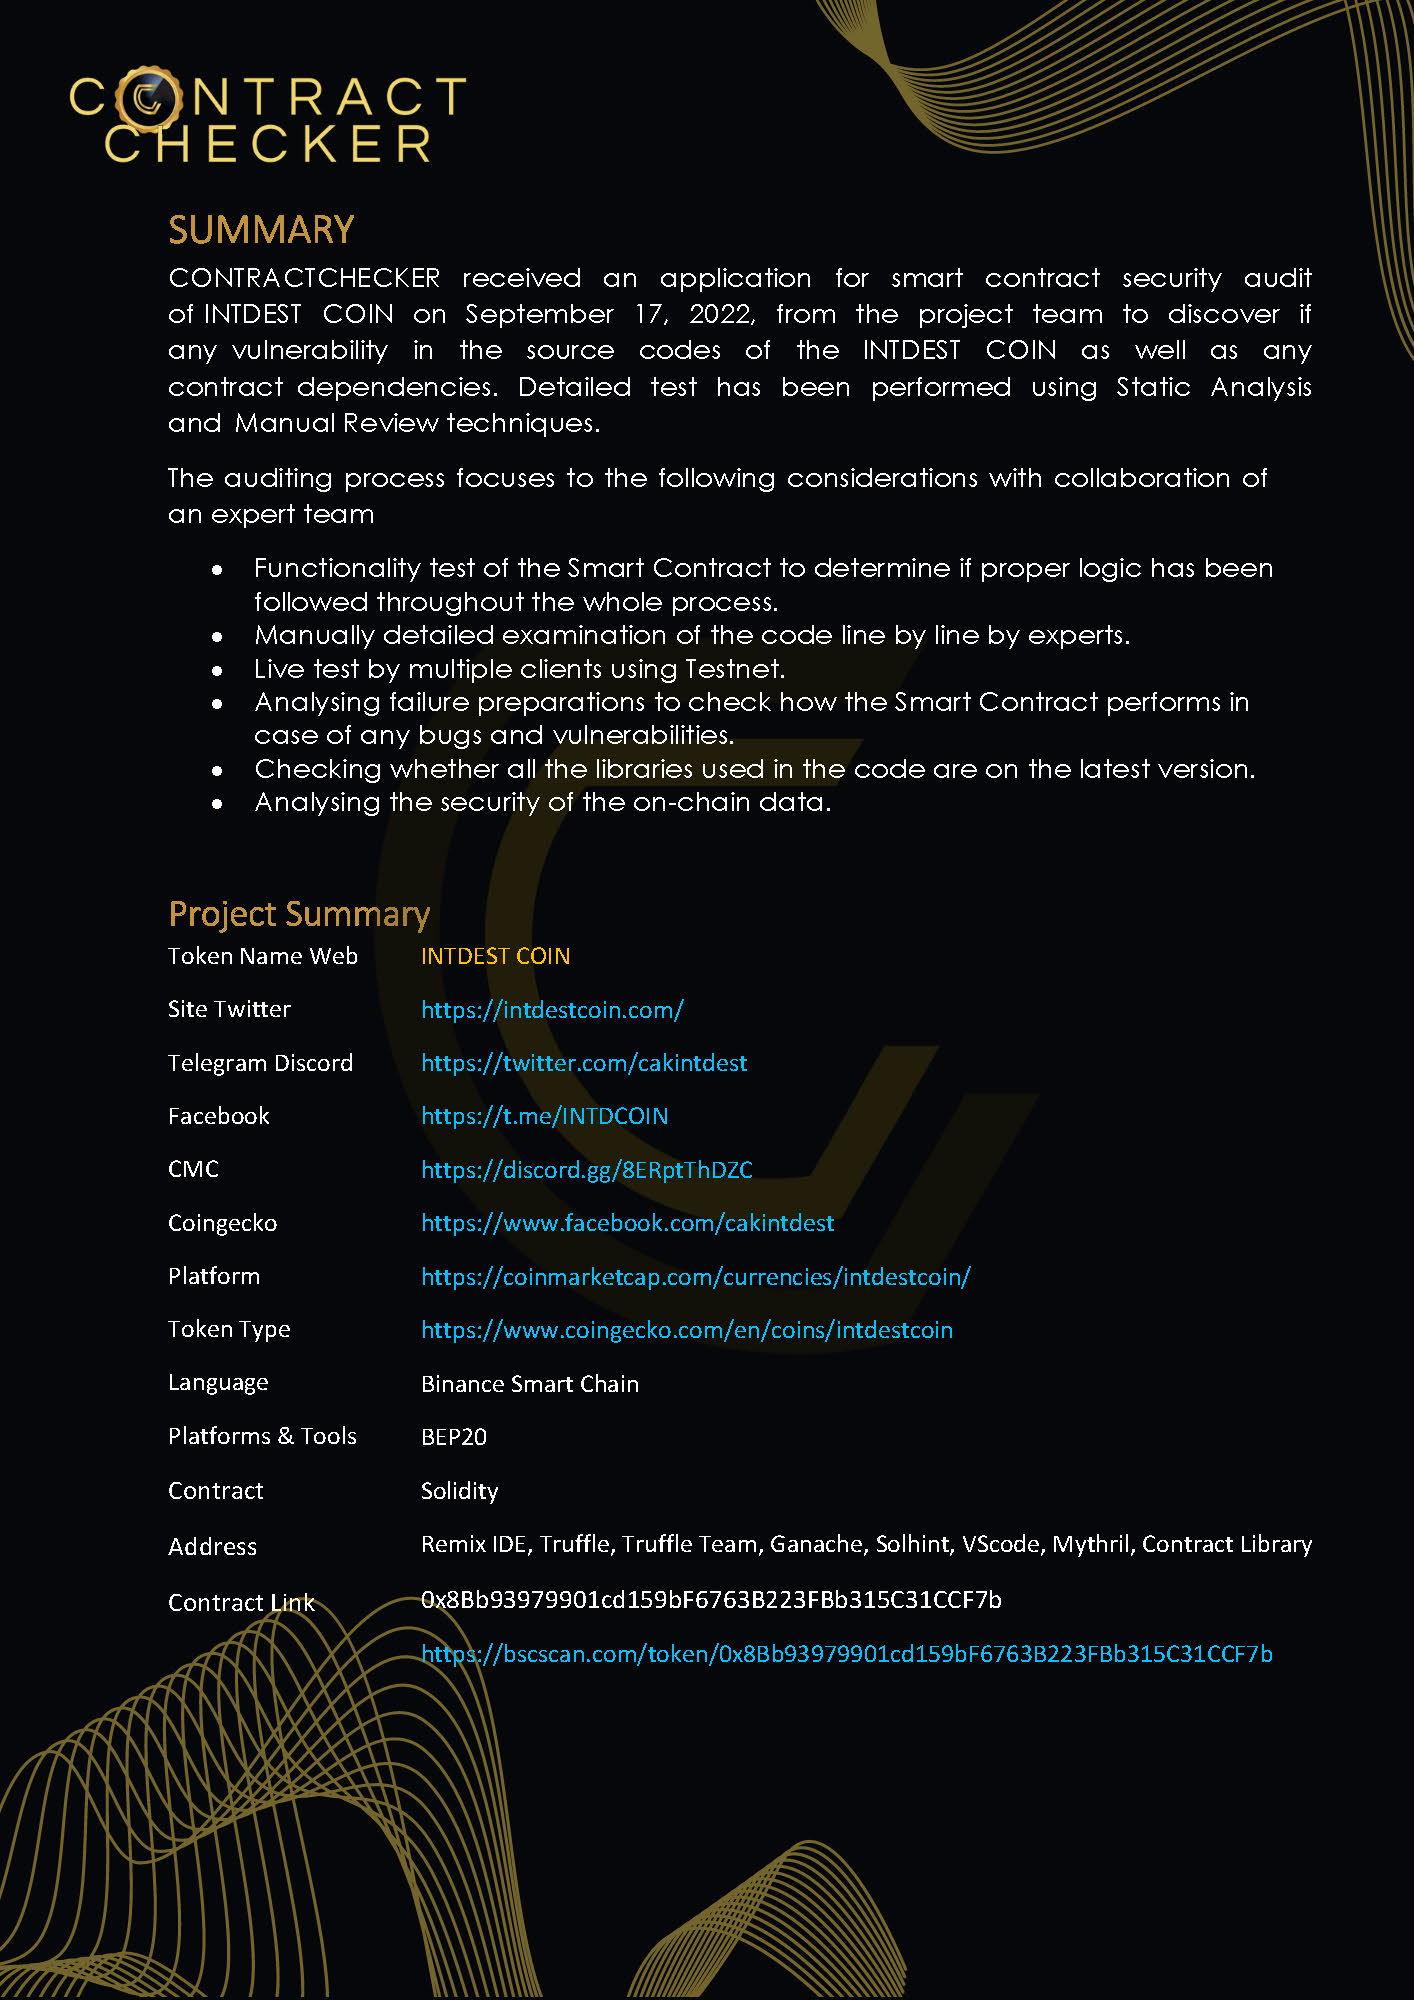 CONTRACT
CHECKER
SUMMARY
CONTRACTCHECKER received an application for smart contract security audit
of INTDEST COIN on September 17, 2022, from the project team to discover if
any vulnerability in the source codes of the INTDEST COIN as well as any
contract dependencies. Detailed test has been performed using Static Analysis
and Manual Review techniques.
The auditing process focuses to the following considerations with collaboration of
an expert team
• Functionality test of the Smart Contract to determine if proper logic has been
followed throughout the whole process.
• Manually detailed examination of the code line by line by experts.
• Live test by multiple clients using Testnet.
• Analysing failure preparations to check how the Smart Contract performs in
case of any bugs and vulnerabilities.
• Checking whether all the libraries used in the code are on the latest version.
• Analysing the security of the on-chain data.
Project Summary
Token Name Web INTDEST COIN
Site Twitter https://intdestcoin.com/
Telegram Discord https://twitter.com/cakintdest
Facebook https://t.me/INTDCOIN
CMC https://discord.gg/8ERptThDZC
Coingecko https://www.facebook.com/cakintdest
Platform https://coinmarketcap.com/currencies/intdestcoin/
Token Type https://www.coingecko.com/en/coins/intdestcoin
Language Binance Smart Chain
Platforms & Tools BEP20
Contract Solidity
Address Remix IDE, Truffle, Truffle Team, Ganache, Solhint, VScode, Mythril, Contract Library
Contract Link 0x8Bb93979901cd159bF6763B223FBb315C31CCF7b
https://bscscan.com/token/0x8Bb93979901cd159bF6763B223FBb315C31CCF7b